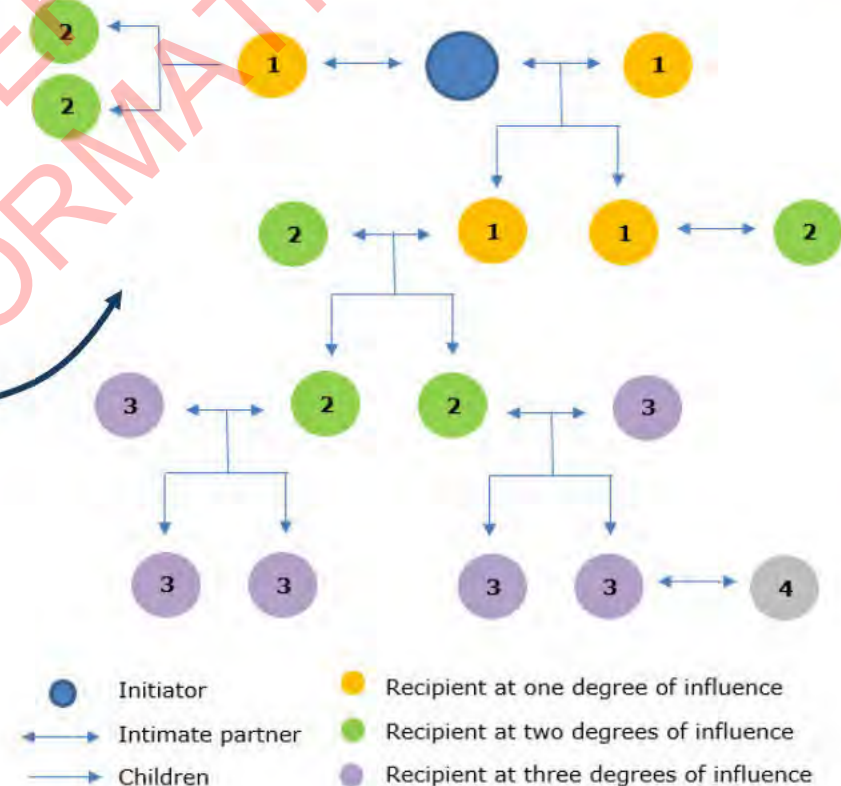 2
1
1
2
2
1
1
2
3
2
2
3
3
3
3
3
4
Initiator
Recipient at one degree of influence
Intimate partner
Recipient at two degrees of influence
Children
Recipient at three degrees of influence